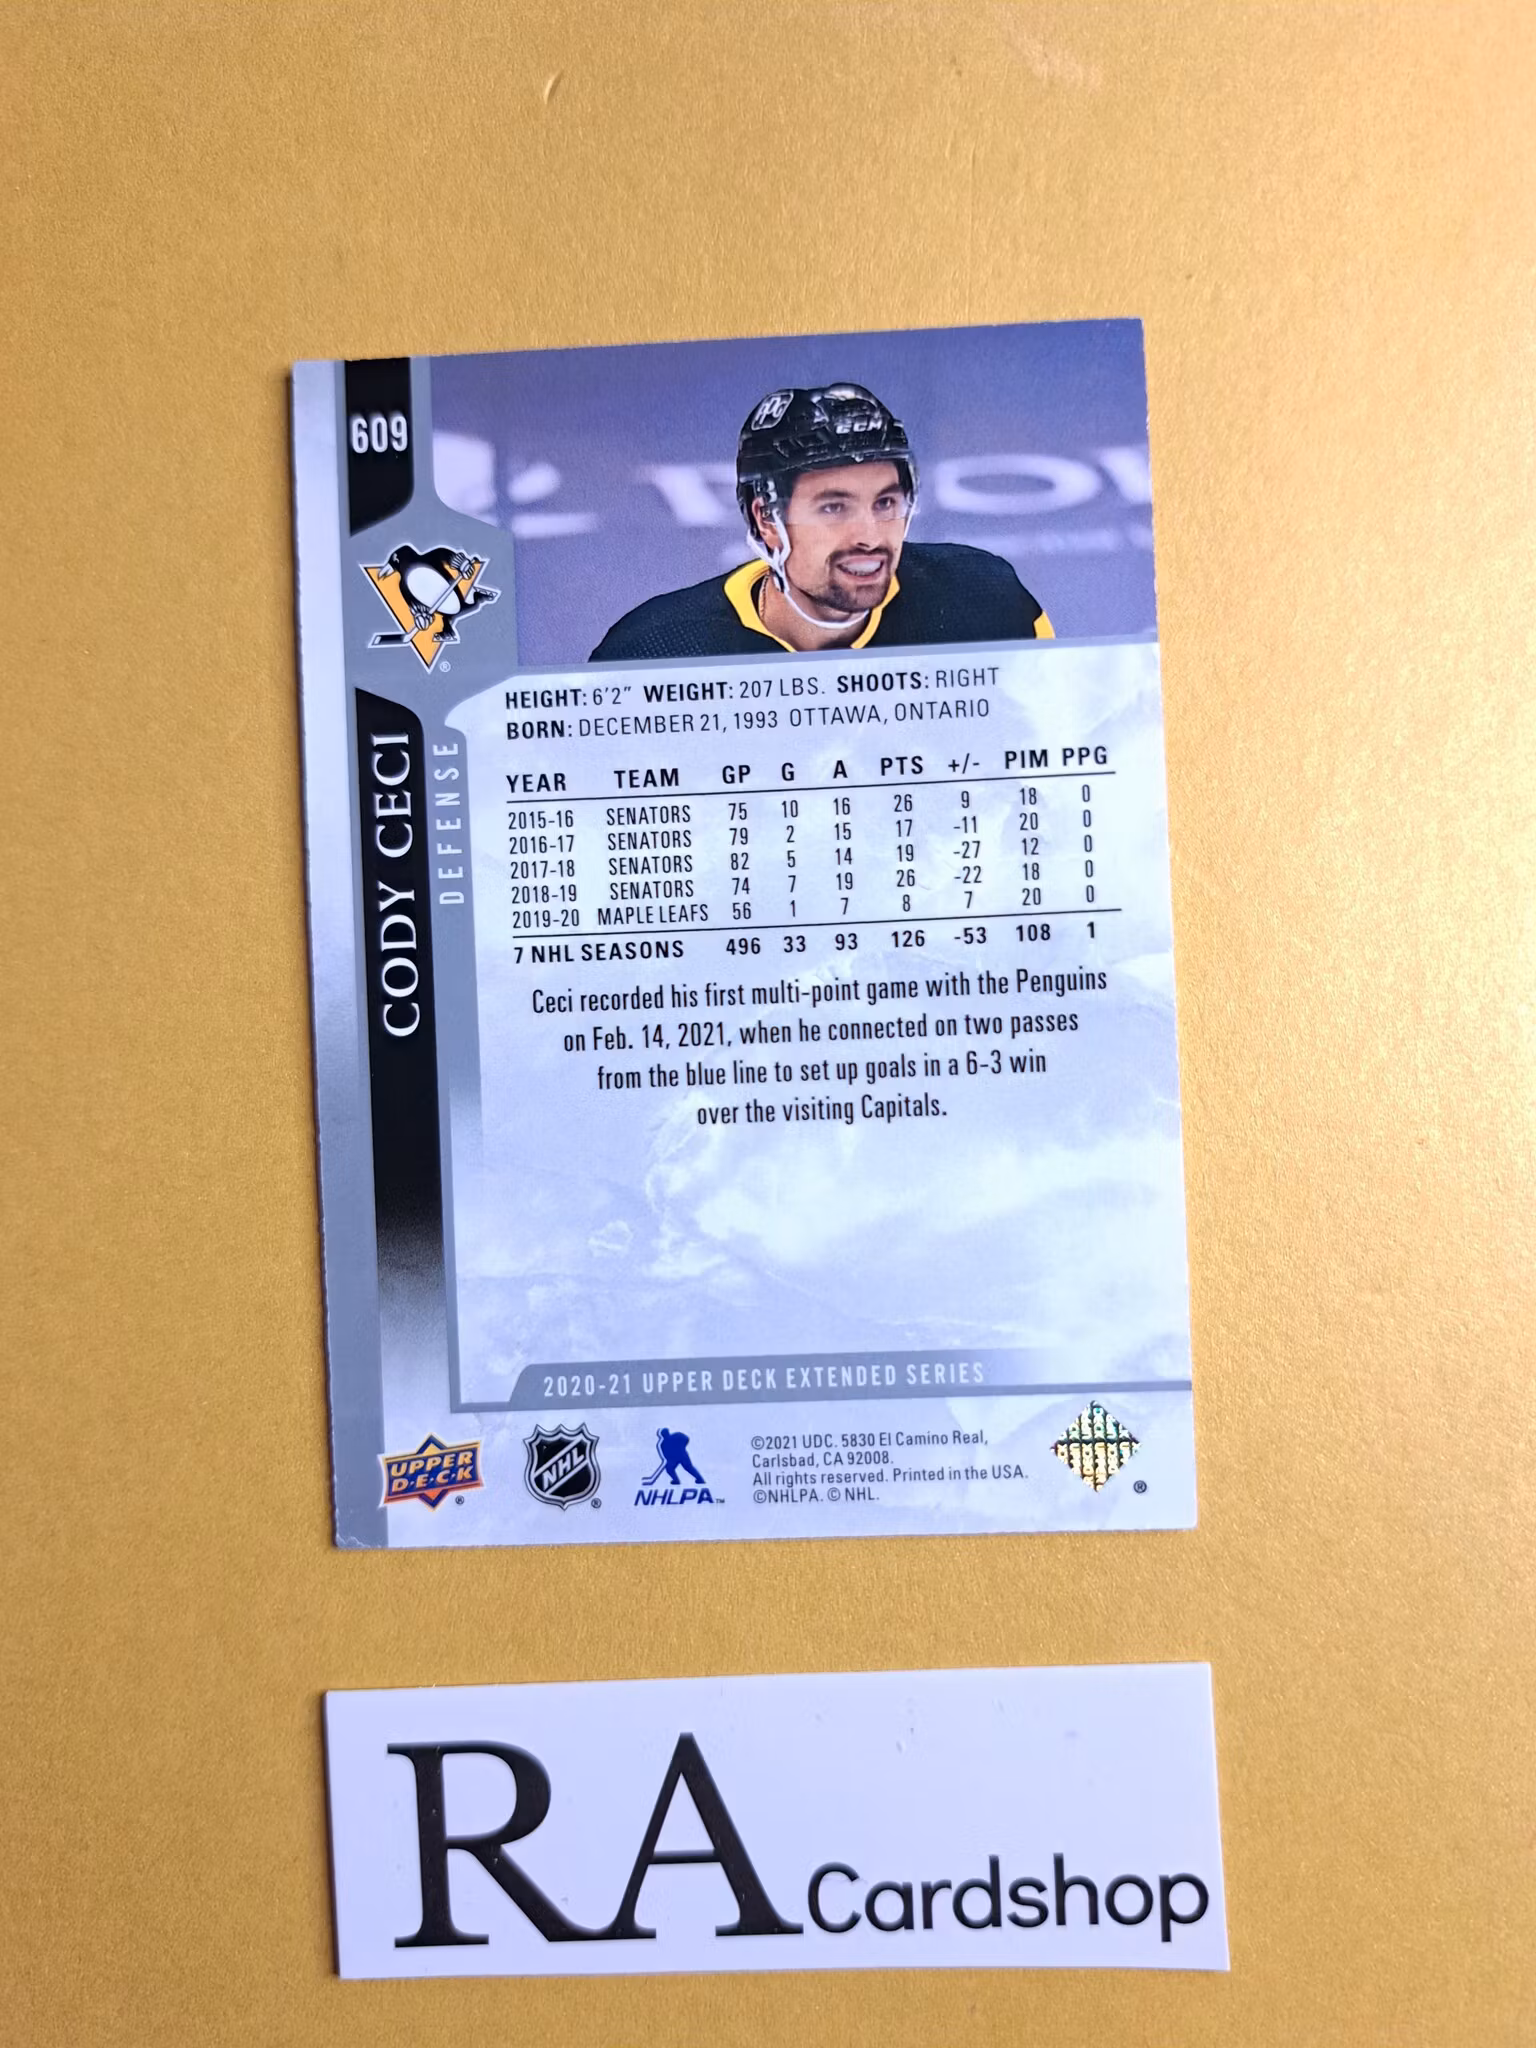 609
PPG
CCM
CODY CECI
DEFENSE
HEIGHT: 6'2" WEIGHT: 207 LBS. SHOOTS: RIGHT
BORN: DECEMBER 21, 1993 OTTAWA, ONTARIO
YEAR TEAM GP G A PTS +/- PIM PPG
2015-16 SENATORS 75 10 16 26 9 18 0
2016-17 SENATORS 79 2 15 17 -11 20 0
2017-18 SENATORS 82 5 14 19 -27 12 0
2018-19 SENATORS 74 7 19 26 -22 18 0
2019-20 MAPLE LEAFS 56 1 7 8 7 20 0
7 NHL SEASONS 496 33 93 126 -53 108 1
Ceci recorded his first multi-point game with the Penguins
on Feb. 14, 2021, when he connected on two passes
from the blue line to set up goals in a 6-3 win
over the visiting Capitals.
2020-21 UPPER DECK EXTENDED SERIES
UPPER
D·E·C·K
®
NHL
®
NHLPA™
©2021 UDC. 5830 El Camino Real,
Carlsbad, CA 92008.
All rights reserved. Printed in the USA.
©NHLPA. © NHL.
®
RA Cardshop